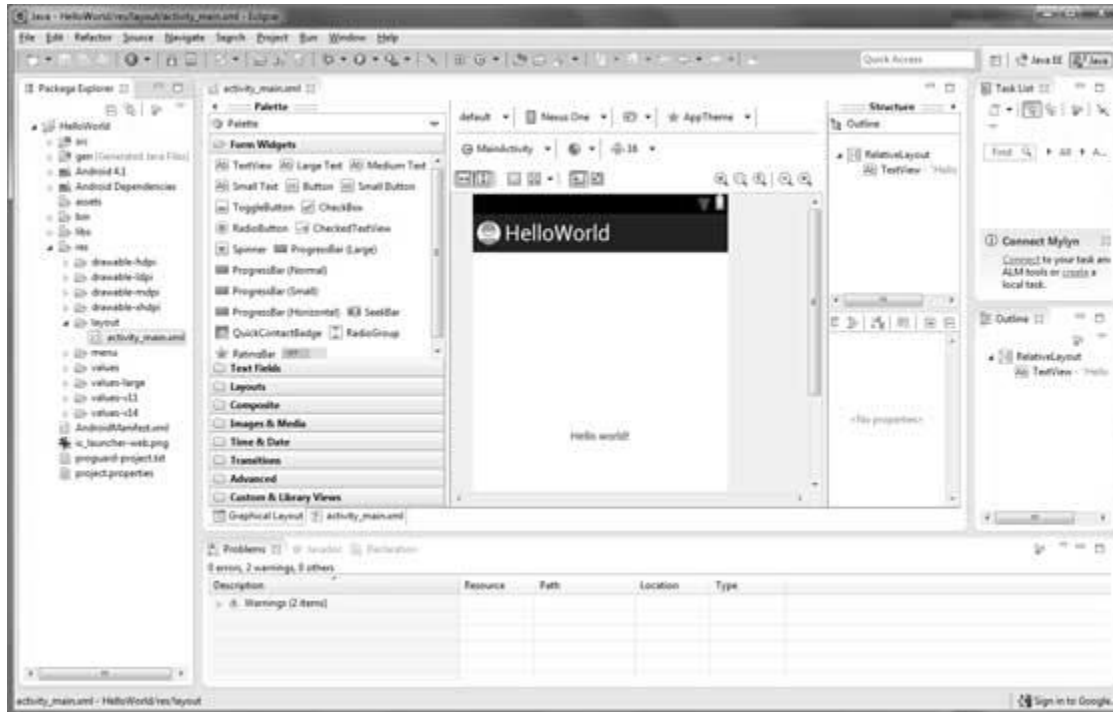 Java - HelloWorld/res/layout/activity_main.xml - Eclipse
File Edit Refactor Source Navigate Search Project Run Window Help
Quick Access
Java EE
Java
Package Explorer
HelloWorld
src
gen [Generated Java Files]
Android 4.1
Android Dependencies
assets
bin
libs
res
drawable-hdpi
drawable-ldpi
drawable-mdpi
drawable-xhdpi
layout
activity_main.xml
menu
values
values-large
values-v11
values-v14
AndroidManifest.xml
ic_launcher-web.png
proguard-project.txt
project.properties
activity_main.xml
Palette
Palette
Form Widgets
TextView Large Text Medium Text
Small Text Button Small Button
ToggleButton CheckBox
RadioButton CheckedTextView
Spinner ProgressBar (Large)
ProgressBar (Normal)
ProgressBar (Small)
ProgressBar (Horizontal) SeekBar
QuickContactBadge RadioGroup
RatingBar
Text Fields
Layouts
Composite
Images & Media
Time & Date
Transitions
Advanced
Custom & Library Views
Graphical Layout activity_main.xml
default Nexus One AppTheme
MainActivity 16
HelloWorld
Hello world!
Structure
Outline
RelativeLayout
TextView - "Hello
<No properties>
Task List
Find All A...
Connect Mylyn
Connect to your task an
ALM tools or create a
local task.
Outline
RelativeLayout
TextView - "Hello
Problems Javadoc Declaration
0 errors, 2 warnings, 0 others
Description Resource Path Location Type
Warnings (2 items)
activity_main.xml - HelloWorld/res/layout
Sign in to Google